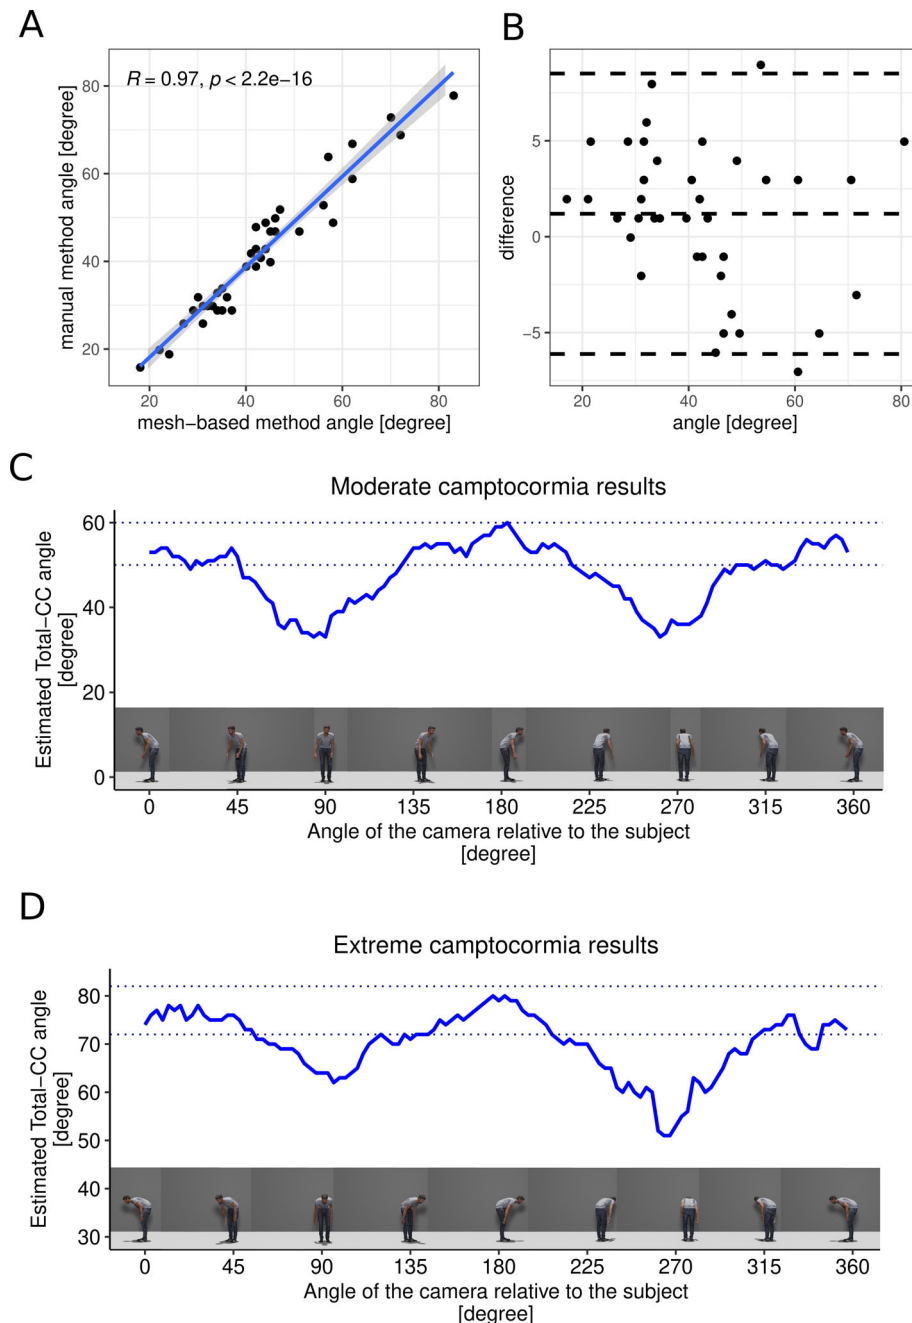 A
R = 0.97, p < 2.2e−16
manual method angle [degree]
80
60
40
20
20
40
60
80
mesh−based method angle [degree]
B
difference
5
0
−5
20
40
60
80
angle [degree]
C
Moderate camptocormia results
Estimated Total−CC angle
[degree]
60
40
20
0
0
45
90
135
180
225
270
315
360
Angle of the camera relative to the subject
[degree]
D
Extreme camptocormia results
Estimated Total−CC angle
[degree]
80
70
60
50
40
30
0
45
90
135
180
225
270
315
360
Angle of the camera relative to the subject
[degree]